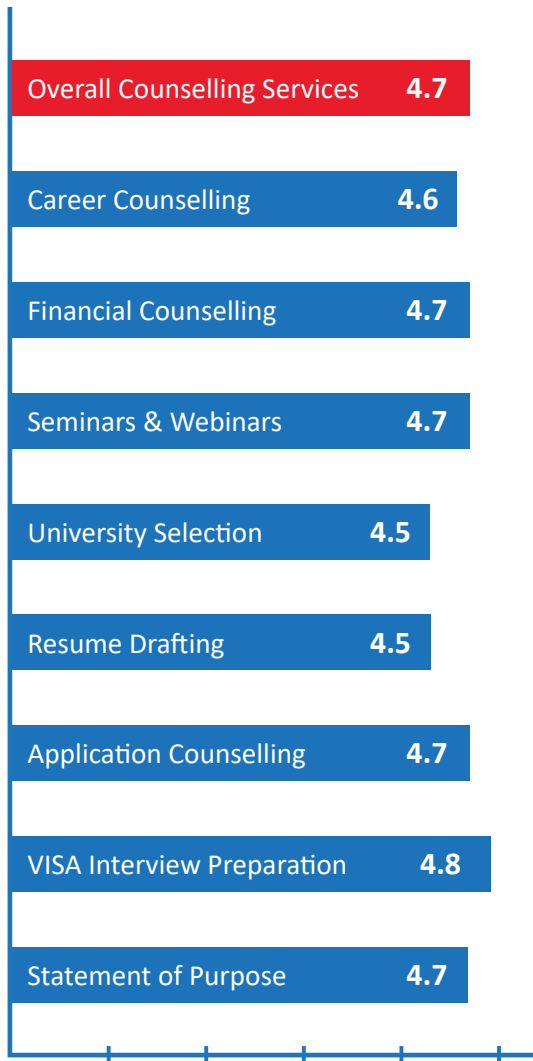 Overall Counselling Services 4.7
Career Counselling 4.6
Financial Counselling 4.7
Seminars & Webinars 4.7
University Selection 4.5
Resume Drafting 4.5
Application Counselling 4.7
VISA Interview Preparation 4.8
Statement of Purpose 4.7